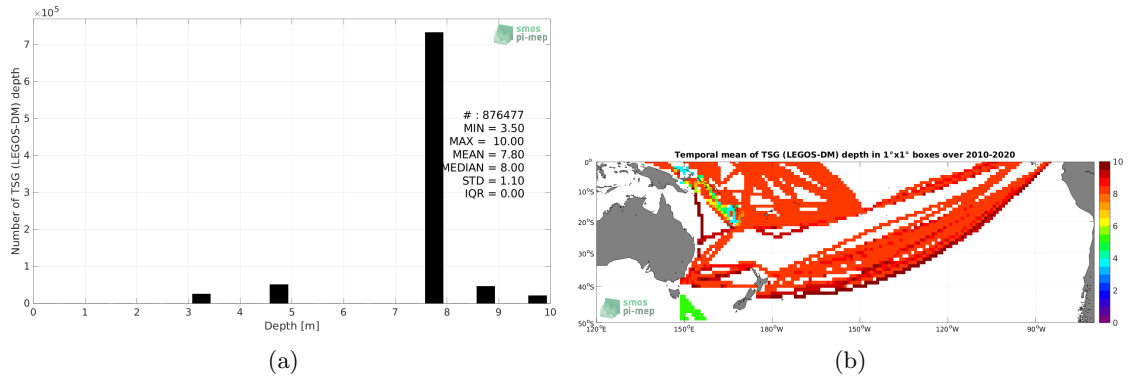 ×10⁵
smos
pi-mep
Number of TSG (LEGOS-DM) depth
7
6
5
4
3
2
1
0
# : 876477
MIN = 3.50
MAX = 10.00
MEAN = 7.80
MEDIAN = 8.00
STD = 1.10
IQR = 0.00
0 1 2 3 4 5 6 7 8 9 10
Depth [m]
(a)
Temporal mean of TSG (LEGOS-DM) depth in 1°x1° boxes over 2010-2020
0°
10°S
20°S
30°S
40°S
50°S
120°E 150°E 180°W 150°W 120°W 90°W
smos
pi-mep
10
8
6
4
2
0
(b)